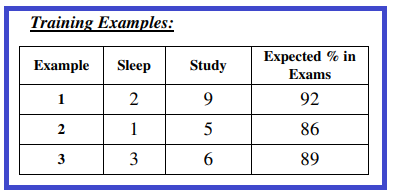 Training Examples:
Example Sleep Study Expected % in Exams
1 2 9 92
2 1 5 86
3 3 6 89